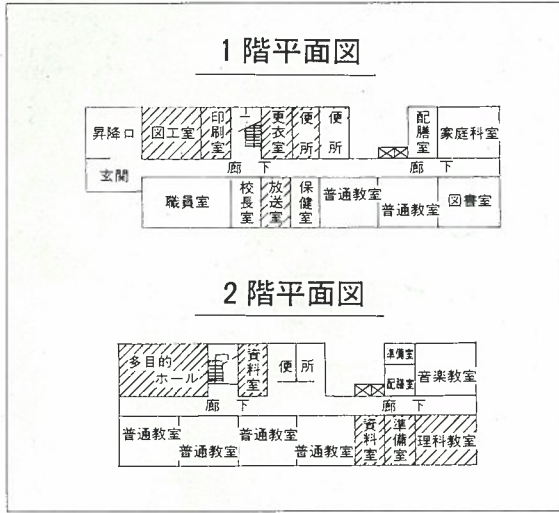 1階平面図
昇降口
図工室
印刷室
更衣室
便所
便所
配膳室
家庭科室
廊下
廊下
玄関
職員室
校長室
放送室
保健室
普通教室
普通教室
図書室
2階平面図
多目的
ホール
資料室
便所
準備室
配膳室
音楽教室
廊下
廊下
普通教室
普通教室
普通教室
普通教室
資料室
準備室
理科教室